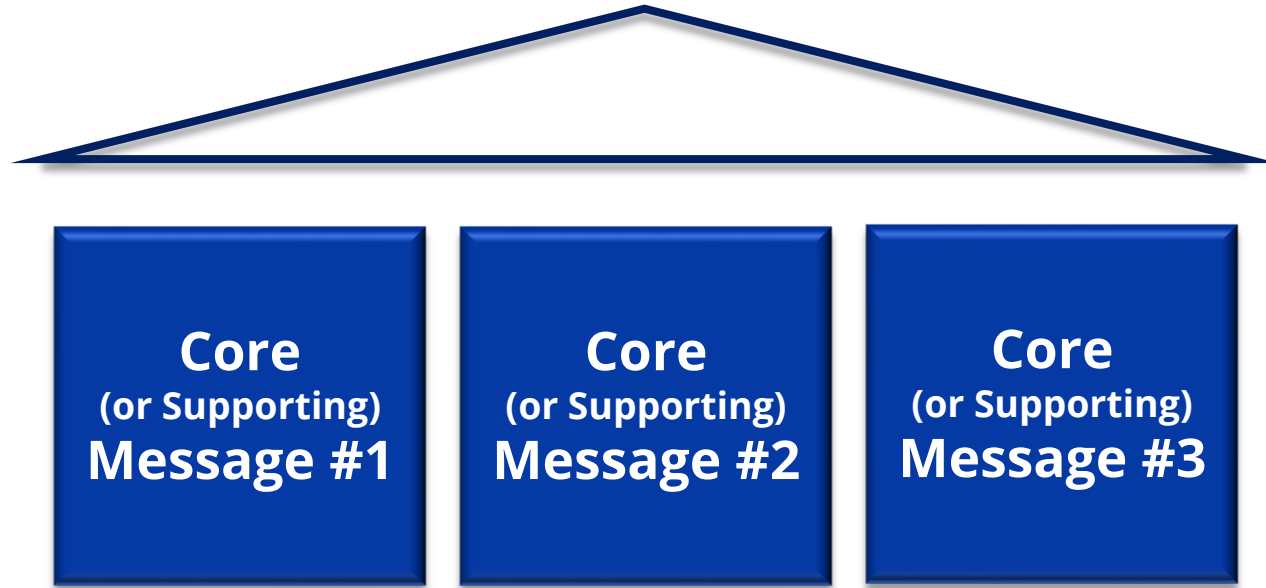 Core
(or Supporting)
Message #1
Core
(or Supporting)
Message #2
Core
(or Supporting)
Message #3